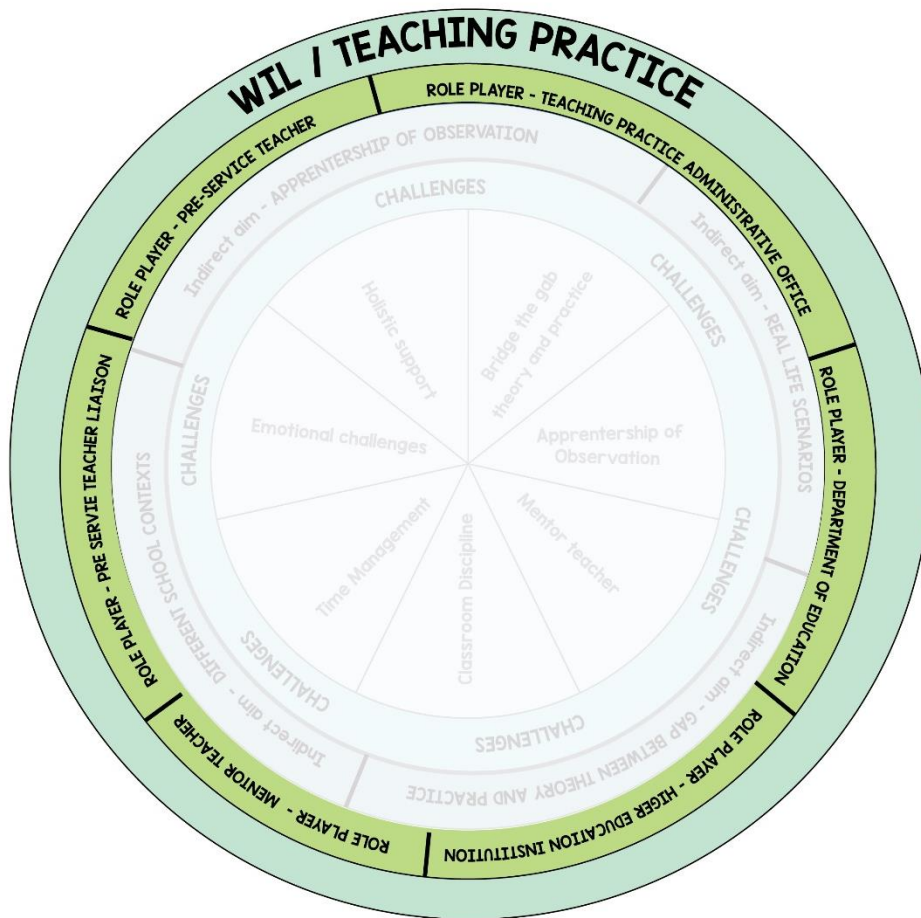 WIL / TEACHING PRACTICE
ROLE PLAYER - TEACHING PRACTICE ADMINISTRATIVE OFFICE
ROLE PLAYER - DEPARTMENT OF EDUCATION
ROLE PLAYER - HIGER EDUCATION INSTITUTION
ROLE PLAYER - MENTOR TEACHER
ROLE PLAYER - PRE SERVIE TEACHER LIAISON
ROLE PLAYER - PRE-SERVICE TEACHER
Indirect aim - APPRENTERSHIP OF OBSERVATION
Indirect aim - REAL LIFE SCENARIOS
Indirect aim - GAP BETWEEN THEORY AND PRACTICE
Indirect aim - DIFFERENT SCHOOL CONTEXTS
CHALLENGES
CHALLENGES
CHALLENGES
CHALLENGES
CHALLENGES
CHALLENGES
Bridge the gab
theory and practice
Apprentership of
Observation
Mentor teacher
Classroom Discipline
Time Management
Emotional challenges
Holistic support